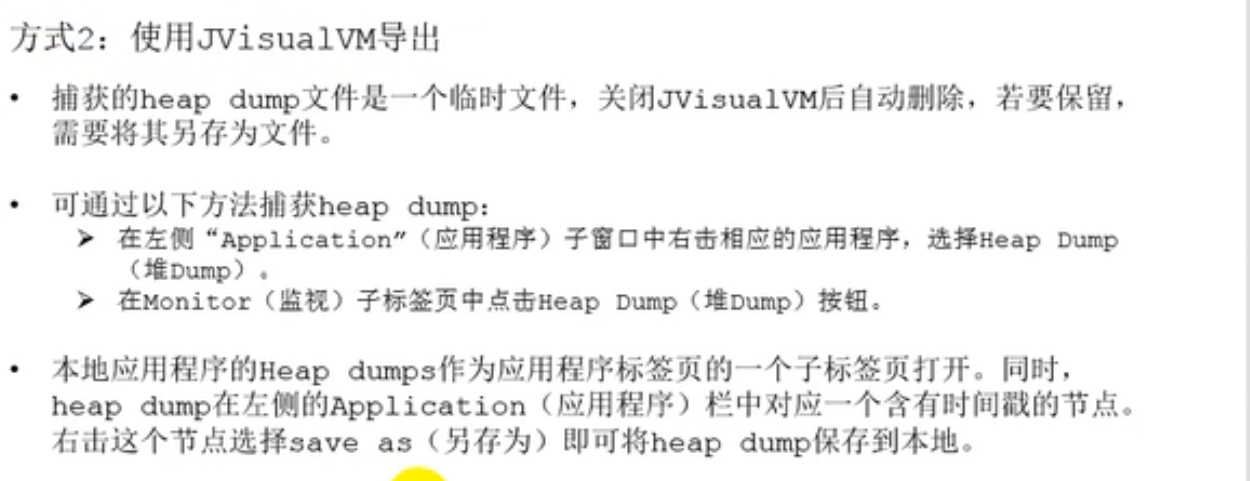 方式2：使用JVisualVM导出
• 捕获的heap dump文件是一个临时文件，关闭JVisualVM后自动删除，若要保留，
需要将其另存为文件。
• 可通过以下方法捕获heap dump：
➢ 在左侧“Application”（应用程序）子窗口中右击相应的应用程序，选择Heap Dump
（堆Dump）。
➢ 在Monitor（监视）子标签页中点击Heap Dump（堆Dump）按钮。
• 本地应用程序的Heap dumps作为应用程序标签页的一个子标签页打开。同时，
heap dump在左侧的Application（应用程序）栏中对应一个含有时间戳的节点。
右击这个节点选择save as（另存为）即可将heap dump保存到本地。